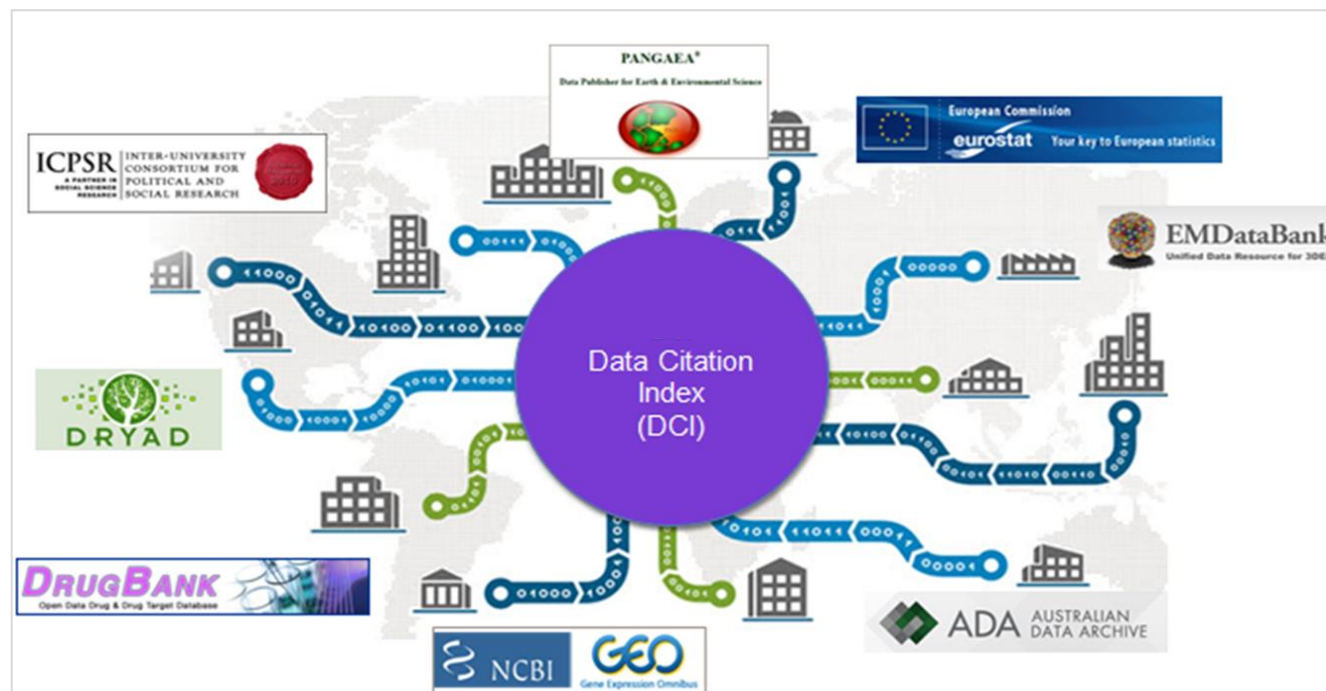 PANGAEA®
Data Publisher for Earth & Environmental Science
European Commission
eurostat
Your key to European statistics
ICPSR
A PARTNER IN
SOCIAL SCIENCE
RESEARCH
INTER-UNIVERSITY
CONSORTIUM FOR
POLITICAL AND
SOCIAL RESEARCH
EMDataBank
Unified Data Resource for 3DE
Data Citation
Index
(DCI)
DRYAD
DRUGBANK
Open Data Drug & Drug Target Database
ADA
AUSTRALIAN
DATA ARCHIVE
NCBI
GEO
Gene Expression Omnibus